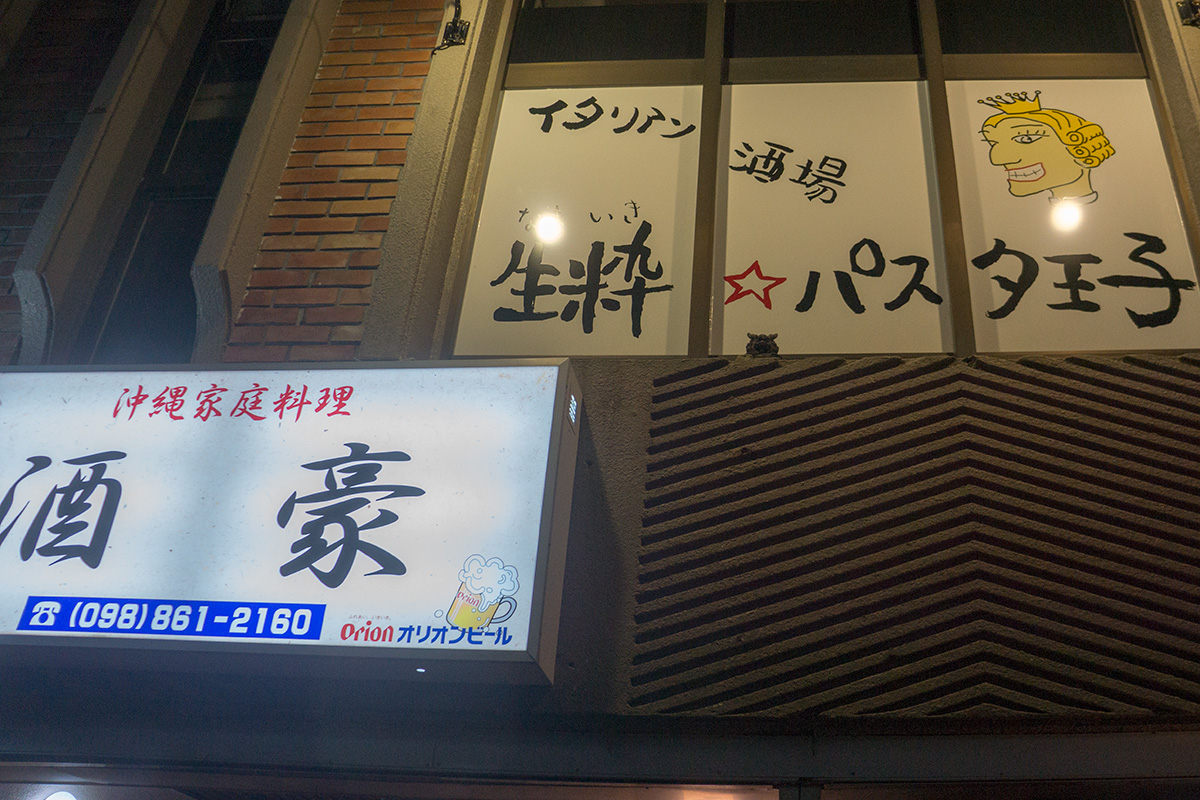 イタリアン
酒場
なまいき
生粋
☆パスタ王子
沖縄家庭料理
酒豪
☎(098)861-2160
Orion オリオンビール
Orion